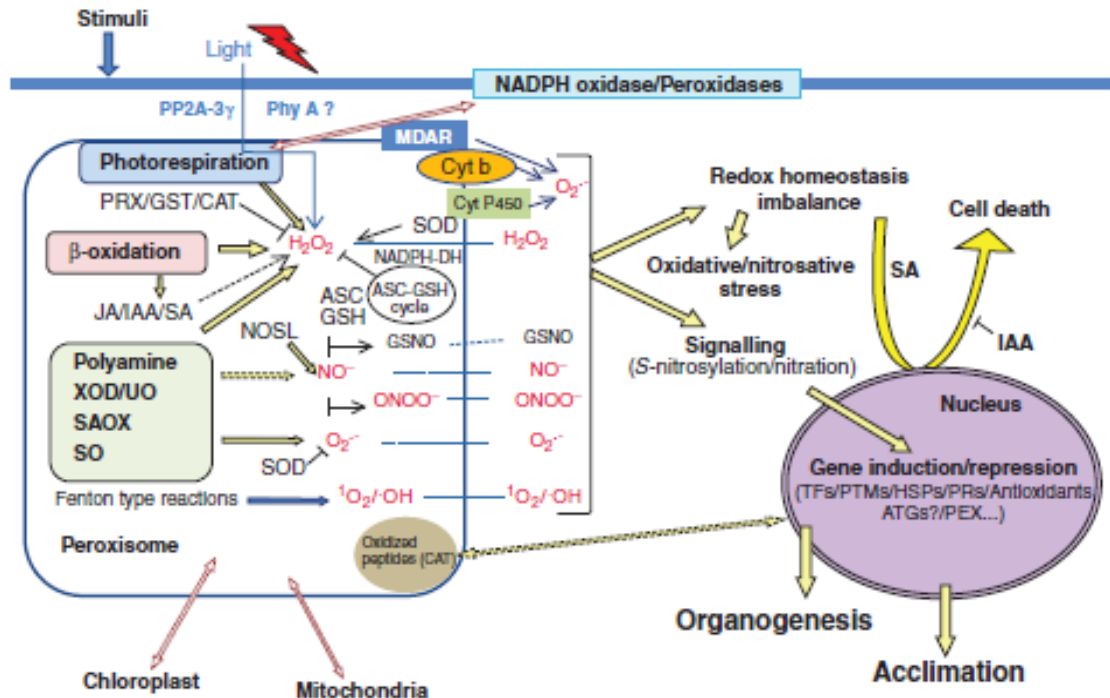 Stimuli
Light
NADPH oxidase/Peroxidases
PP2A-3γ
Phy A ?
MDAR
Photorespiration
Cyt b
O₂·⁻
PRX/GST/CAT
Cyt P450
SOD
H₂O₂
H₂O₂
NADPH-DH
β-oxidation
ASC-GSH
cycle
ASC
GSH
JA/IAA/SA
NOSL
GSNO
GSNO
Polyamine
XOD/UO
SAOX
SO
NO⁻
NO⁻
ONOO⁻
ONOO⁻
O₂·⁻
O₂·⁻
SOD
Fenton type reactions
¹O₂/·OH
¹O₂/·OH
Peroxisome
Oxidized
peptides (CAT)
Chloroplast
Mitochondria
Redox homeostasis
imbalance
Oxidative/nitrosative
stress
Signalling
(S-nitrosylation/nitration)
SA
Cell death
IAA
Nucleus
Gene induction/repression
(TFs/PTMs/HSPs/PRs/Antioxidants
ATGs?/PEX...)
Organogenesis
Acclimation